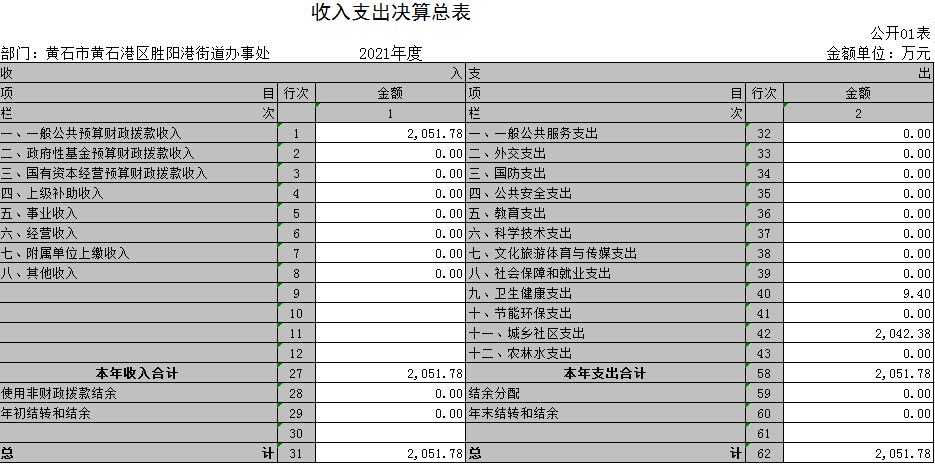 收入支出决算总表
公开01表
部门：黄石市黄石港区胜阳港街道办事处 2021年度 金额单位：万元
收 入 支 出
项 目 行次 金额 项 目 行次 金额
栏 次 1 栏 次 2
一、一般公共预算财政拨款收入 1 2,051.78 一、一般公共服务支出 32 0.00
二、政府性基金预算财政拨款收入 2 0.00 二、外交支出 33 0.00
三、国有资本经营预算财政拨款收入 3 0.00 三、国防支出 34 0.00
四、上级补助收入 4 0.00 四、公共安全支出 35 0.00
五、事业收入 5 0.00 五、教育支出 36 0.00
六、经营收入 6 0.00 六、科学技术支出 37 0.00
七、附属单位上缴收入 7 0.00 七、文化旅游体育与传媒支出 38 0.00
八、其他收入 8 0.00 八、社会保障和就业支出 39 0.00
9 九、卫生健康支出 40 9.40
10 十、节能环保支出 41 0.00
11 十一、城乡社区支出 42 2,042.38
12 十二、农林水支出 43 0.00
本年收入合计 27 2,051.78 本年支出合计 58 2,051.78
使用非财政拨款结余 28 0.00 结余分配 59 0.00
年初结转和结余 29 0.00 年末结转和结余 60 0.00
30 61
总 计 31 2,051.78 总 计 62 2,051.78